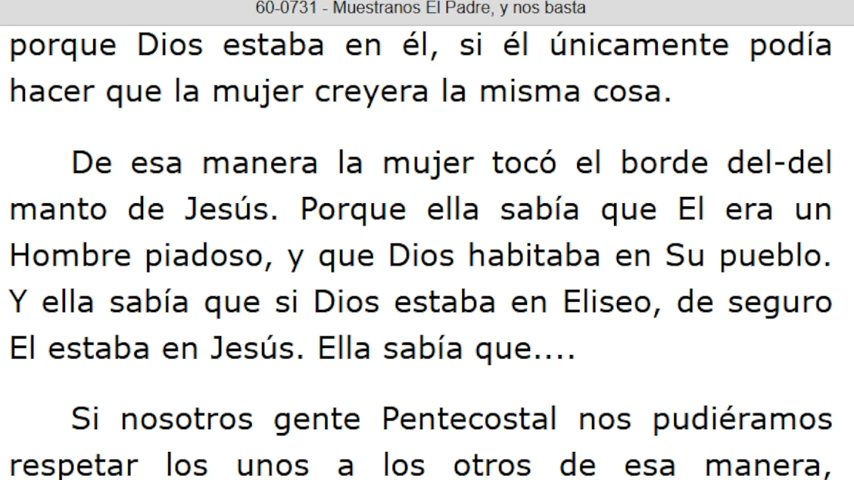 60-0731 - Muestranos El Padre, y nos basta
porque Dios estaba en él, si él únicamente podía
hacer que la mujer creyera la misma cosa.
De esa manera la mujer tocó el borde del-del
manto de Jesús. Porque ella sabía que El era un
Hombre piadoso, y que Dios habitaba en Su pueblo.
Y ella sabía que si Dios estaba en Eliseo, de seguro
El estaba en Jesús. Ella sabía que....
Si nosotros gente Pentecostal nos pudiéramos
respetar los unos a los otros de esa manera,